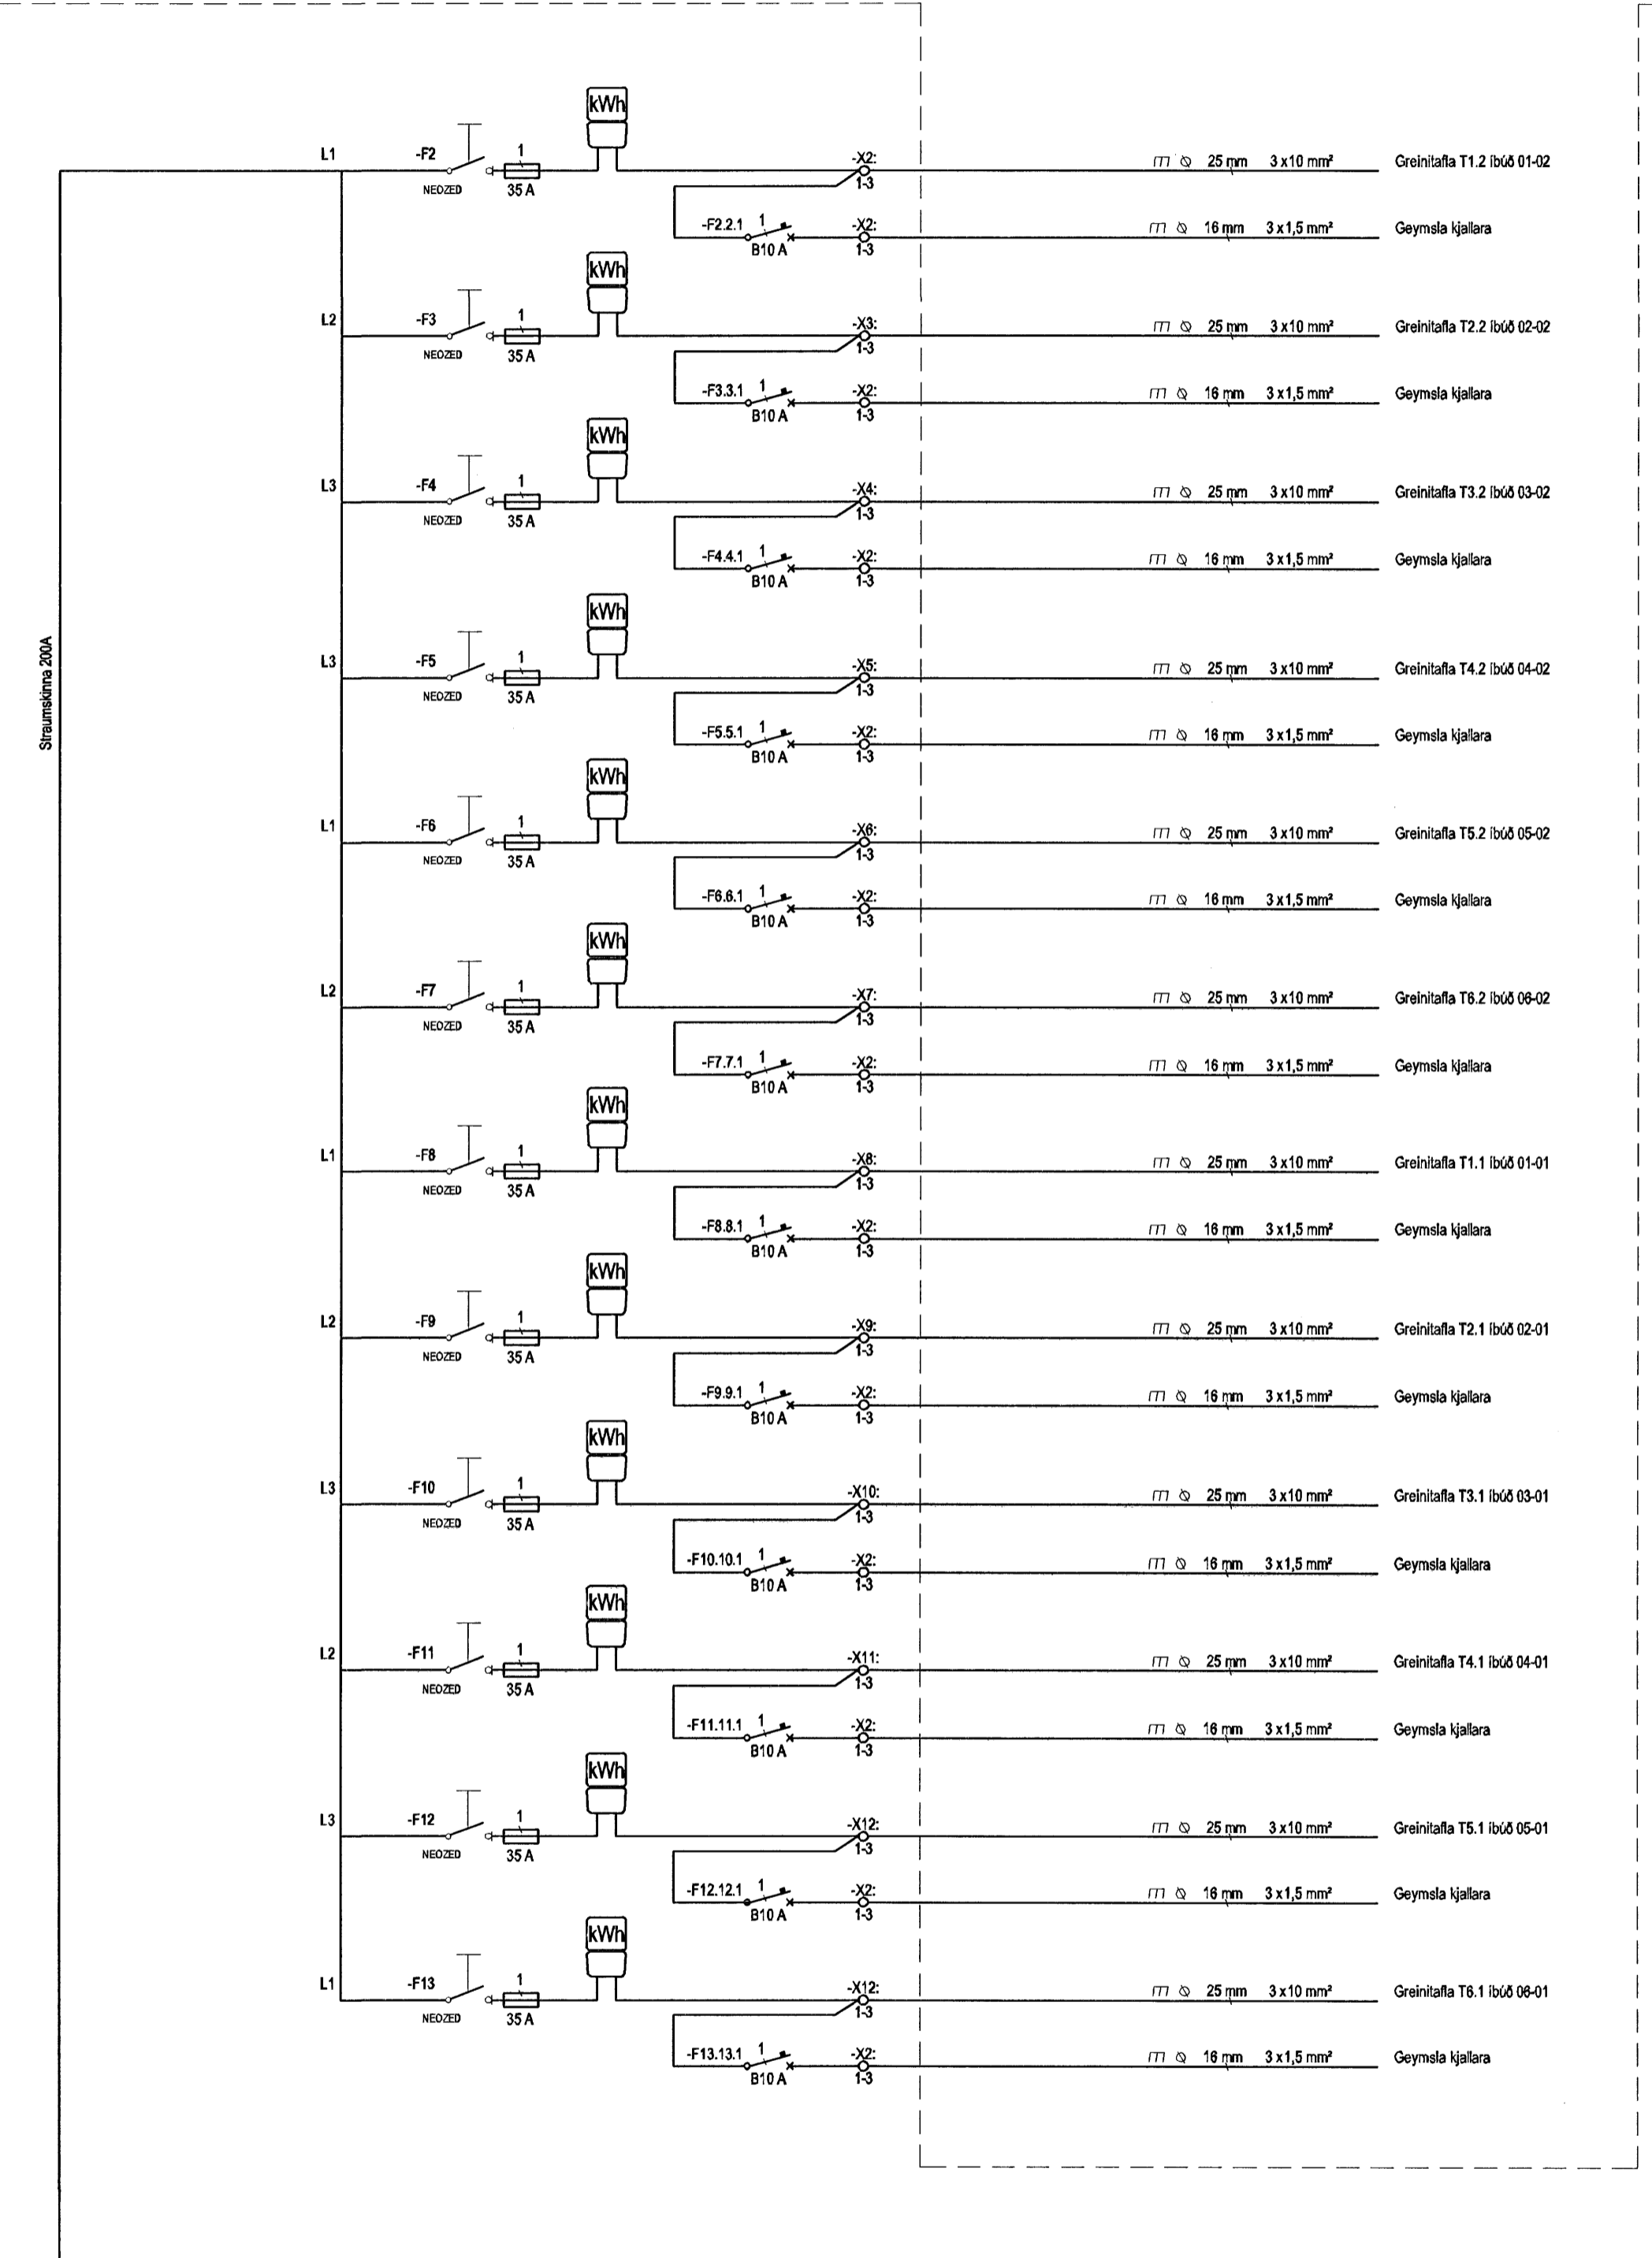 Straumskinna 200A
kWh
L1 -F2 1 -X2: 25 mm 3 x 10 mm² Greinitafla T1.2 íbúð 01-02
NEOZED 35 A 1-3
-F2.2.1 1 -X2: 16 mm 3 x 1,5 mm² Geymsla kjallara
B10 A 1-3
kWh
L2 -F3 1 -X3: 25 mm 3 x 10 mm² Greinitafla T2.2 íbúð 02-02
NEOZED 35 A 1-3
-F3.3.1 1 -X2: 16 mm 3 x 1,5 mm² Geymsla kjallara
B10 A 1-3
kWh
L3 -F4 1 -X4: 25 mm 3 x 10 mm² Greinitafla T3.2 íbúð 03-02
NEOZED 35 A 1-3
-F4.4.1 1 -X2: 16 mm 3 x 1,5 mm² Geymsla kjallara
B10 A 1-3
kWh
L3 -F5 1 -X5: 25 mm 3 x 10 mm² Greinitafla T4.2 íbúð 04-02
NEOZED 35 A 1-3
-F5.5.1 1 -X2: 16 mm 3 x 1,5 mm² Geymsla kjallara
B10 A 1-3
kWh
L1 -F6 1 -X6: 25 mm 3 x 10 mm² Greinitafla T5.2 íbúð 05-02
NEOZED 35 A 1-3
-F6.6.1 1 -X2: 16 mm 3 x 1,5 mm² Geymsla kjallara
B10 A 1-3
kWh
L2 -F7 1 -X7: 25 mm 3 x 10 mm² Greinitafla T6.2 íbúð 06-02
NEOZED 35 A 1-3
-F7.7.1 1 -X2: 16 mm 3 x 1,5 mm² Geymsla kjallara
B10 A 1-3
kWh
L1 -F8 1 -X8: 25 mm 3 x 10 mm² Greinitafla T1.1 íbúð 01-01
NEOZED 35 A 1-3
-F8.8.1 1 -X2: 16 mm 3 x 1,5 mm² Geymsla kjallara
B10 A 1-3
kWh
L2 -F9 1 -X9: 25 mm 3 x 10 mm² Greinitafla T2.1 íbúð 02-01
NEOZED 35 A 1-3
-F9.9.1 1 -X2: 16 mm 3 x 1,5 mm² Geymsla kjallara
B10 A 1-3
kWh
L3 -F10 1 -X10: 25 mm 3 x 10 mm² Greinitafla T3.1 íbúð 03-01
NEOZED 35 A 1-3
-F10.10.1 1 -X2: 16 mm 3 x 1,5 mm² Geymsla kjallara
B10 A 1-3
kWh
L2 -F11 1 -X11: 25 mm 3 x 10 mm² Greinitafla T4.1 íbúð 04-01
NEOZED 35 A 1-3
-F11.11.1 1 -X2: 16 mm 3 x 1,5 mm² Geymsla kjallara
B10 A 1-3
kWh
L3 -F12 1 -X12: 25 mm 3 x 10 mm² Greinitafla T5.1 íbúð 05-01
NEOZED 35 A 1-3
-F12.12.1 1 -X2: 16 mm 3 x 1,5 mm² Geymsla kjallara
B10 A 1-3
kWh
L1 -F13 1 -X12: 25 mm 3 x 10 mm² Greinitafla T6.1 íbúð 06-01
NEOZED 35 A 1-3
-F13.13.1 1 -X2: 16 mm 3 x 1,5 mm² Geymsla kjallara
B10 A 1-3